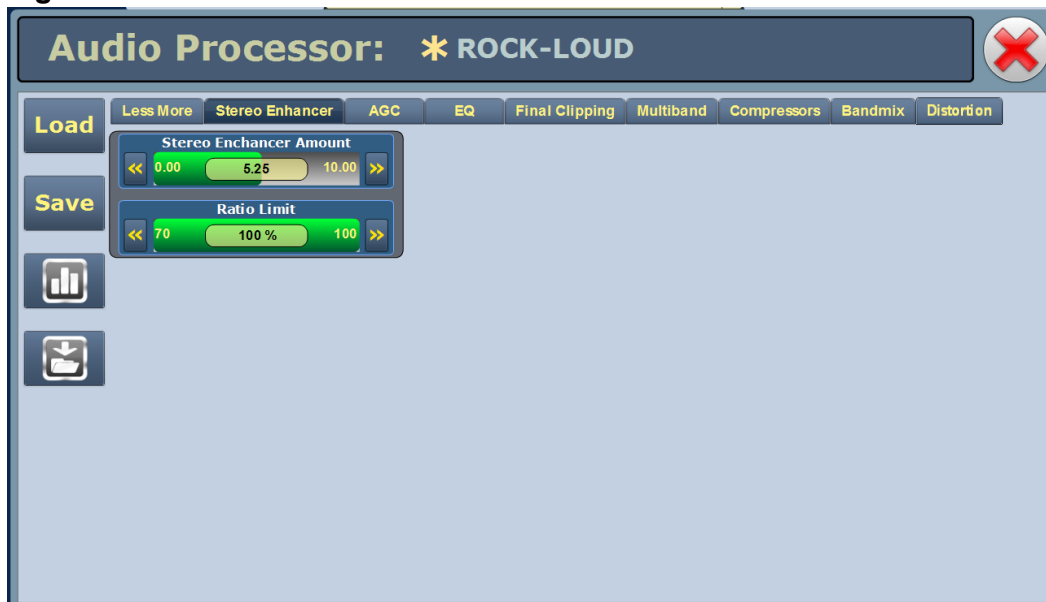 Audio Processor: * ROCK-LOUD
Load
Save
Less More Stereo Enhancer AGC EQ Final Clipping Multiband Compressors Bandmix Distortion
Stereo Enchancer Amount
« 0.00 5.25 10.00 »
Ratio Limit
« 70 100 % 100 »